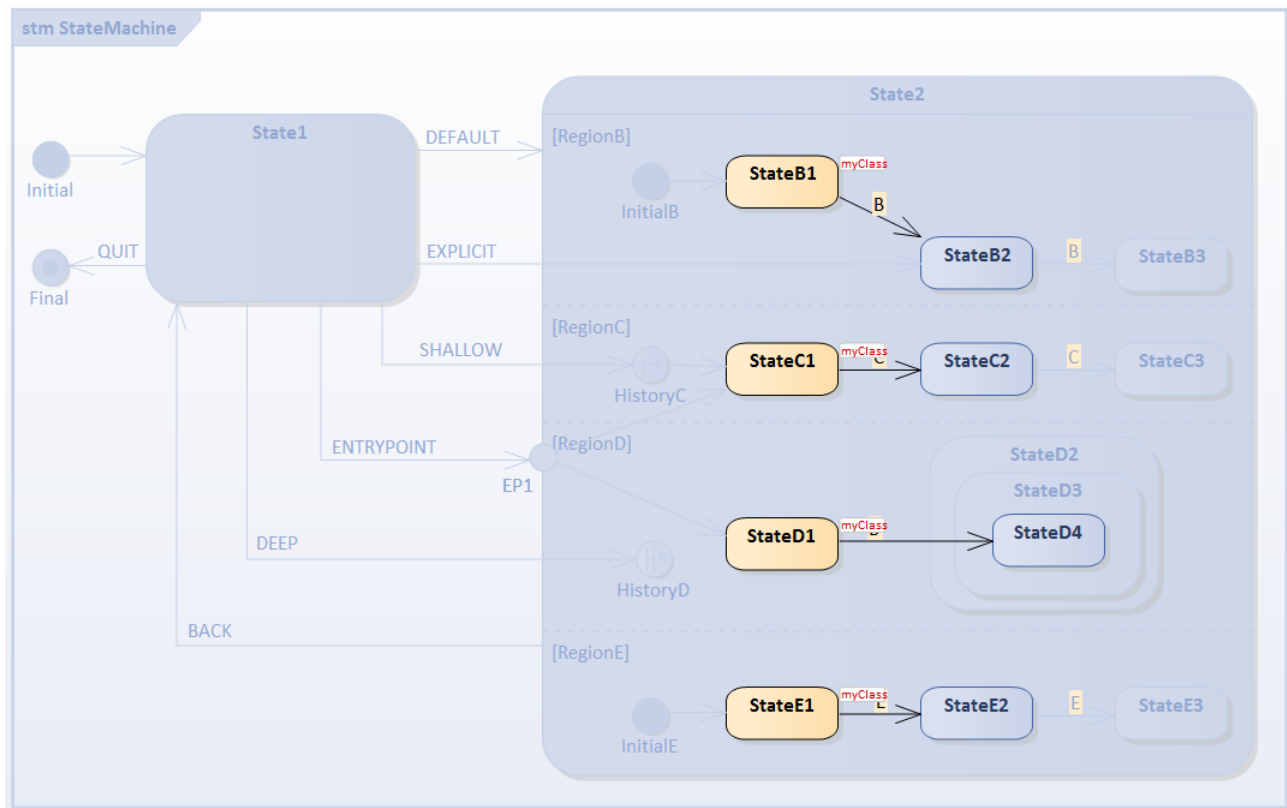 stm StateMachine
State2
State1
DEFAULT
[RegionB]
Initial
InitialB
StateB1
myClass
B
QUIT
Final
EXPLICIT
StateB2
B
StateB3
[RegionC]
SHALLOW
HistoryC
StateC1
myClass
C
StateC2
C
StateC3
ENTRYPOINT
EP1
[RegionD]
StateD2
StateD3
StateD4
StateD1
myClass
D
DEEP
HistoryD
BACK
[RegionE]
InitialE
StateE1
myClass
E
StateE2
E
StateE3